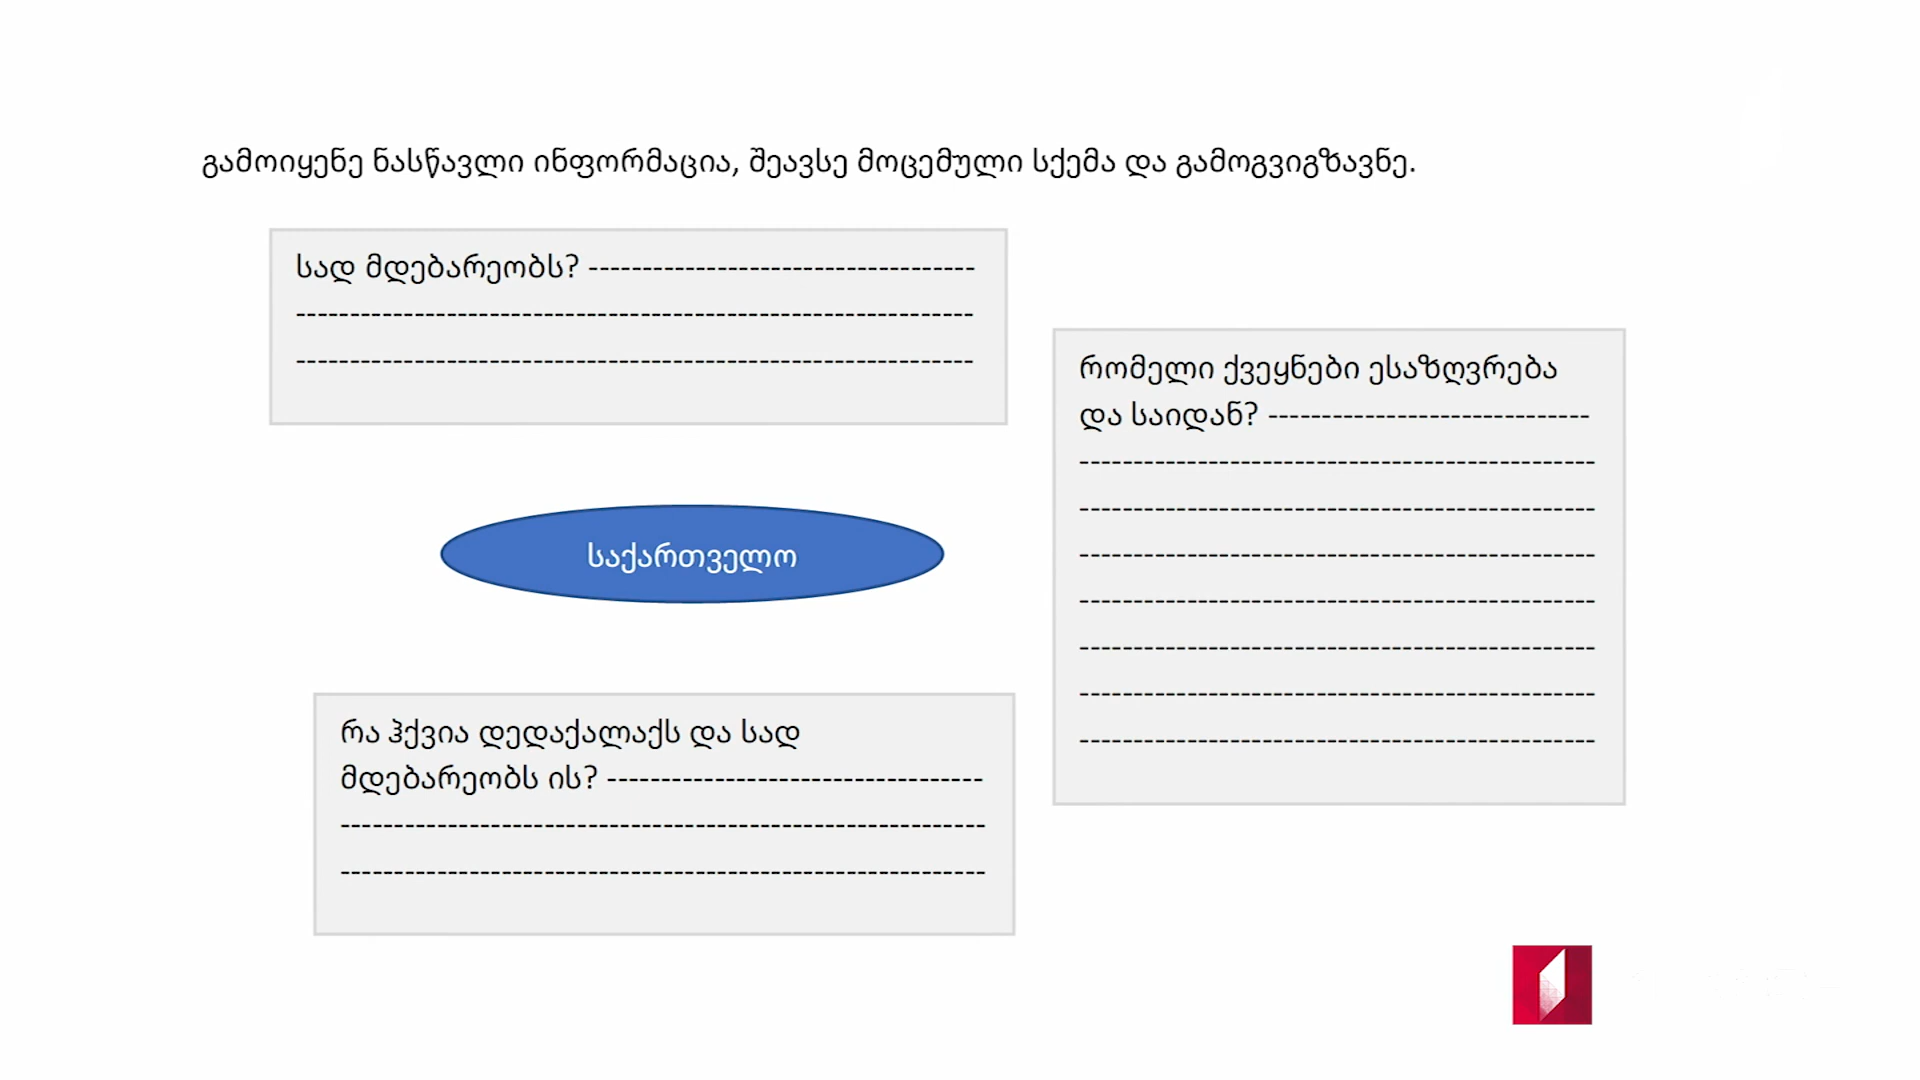 გამოიყენე ნასწავლი ინფორმაცია, შეავსე მოცემული სქემა და გამოგვიგზავნე.
სად მდებარეობს? ------------------------------------
---------------------------------------------------------------
---------------------------------------------------------------
რომელი ქვეყნები ესაზღვრება
და საიდან? ------------------------------
------------------------------------------------
------------------------------------------------
------------------------------------------------
------------------------------------------------
------------------------------------------------
------------------------------------------------
------------------------------------------------
საქართველო
რა ჰქვია დედაქალაქს და სად
მდებარეობს ის? -----------------------------------
------------------------------------------------------------
------------------------------------------------------------